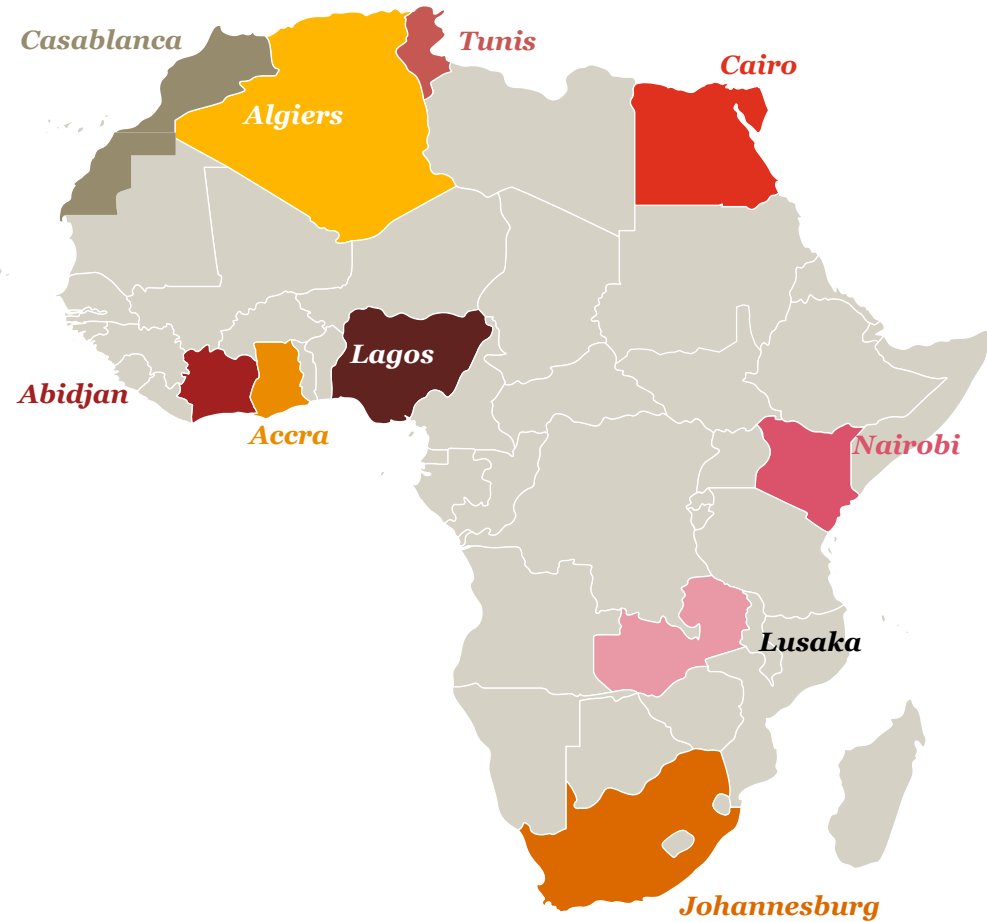 Casablanca
Tunis
Cairo
Algiers
Lagos
Abidjan
Accra
Nairobi
Lusaka
Johannesburg